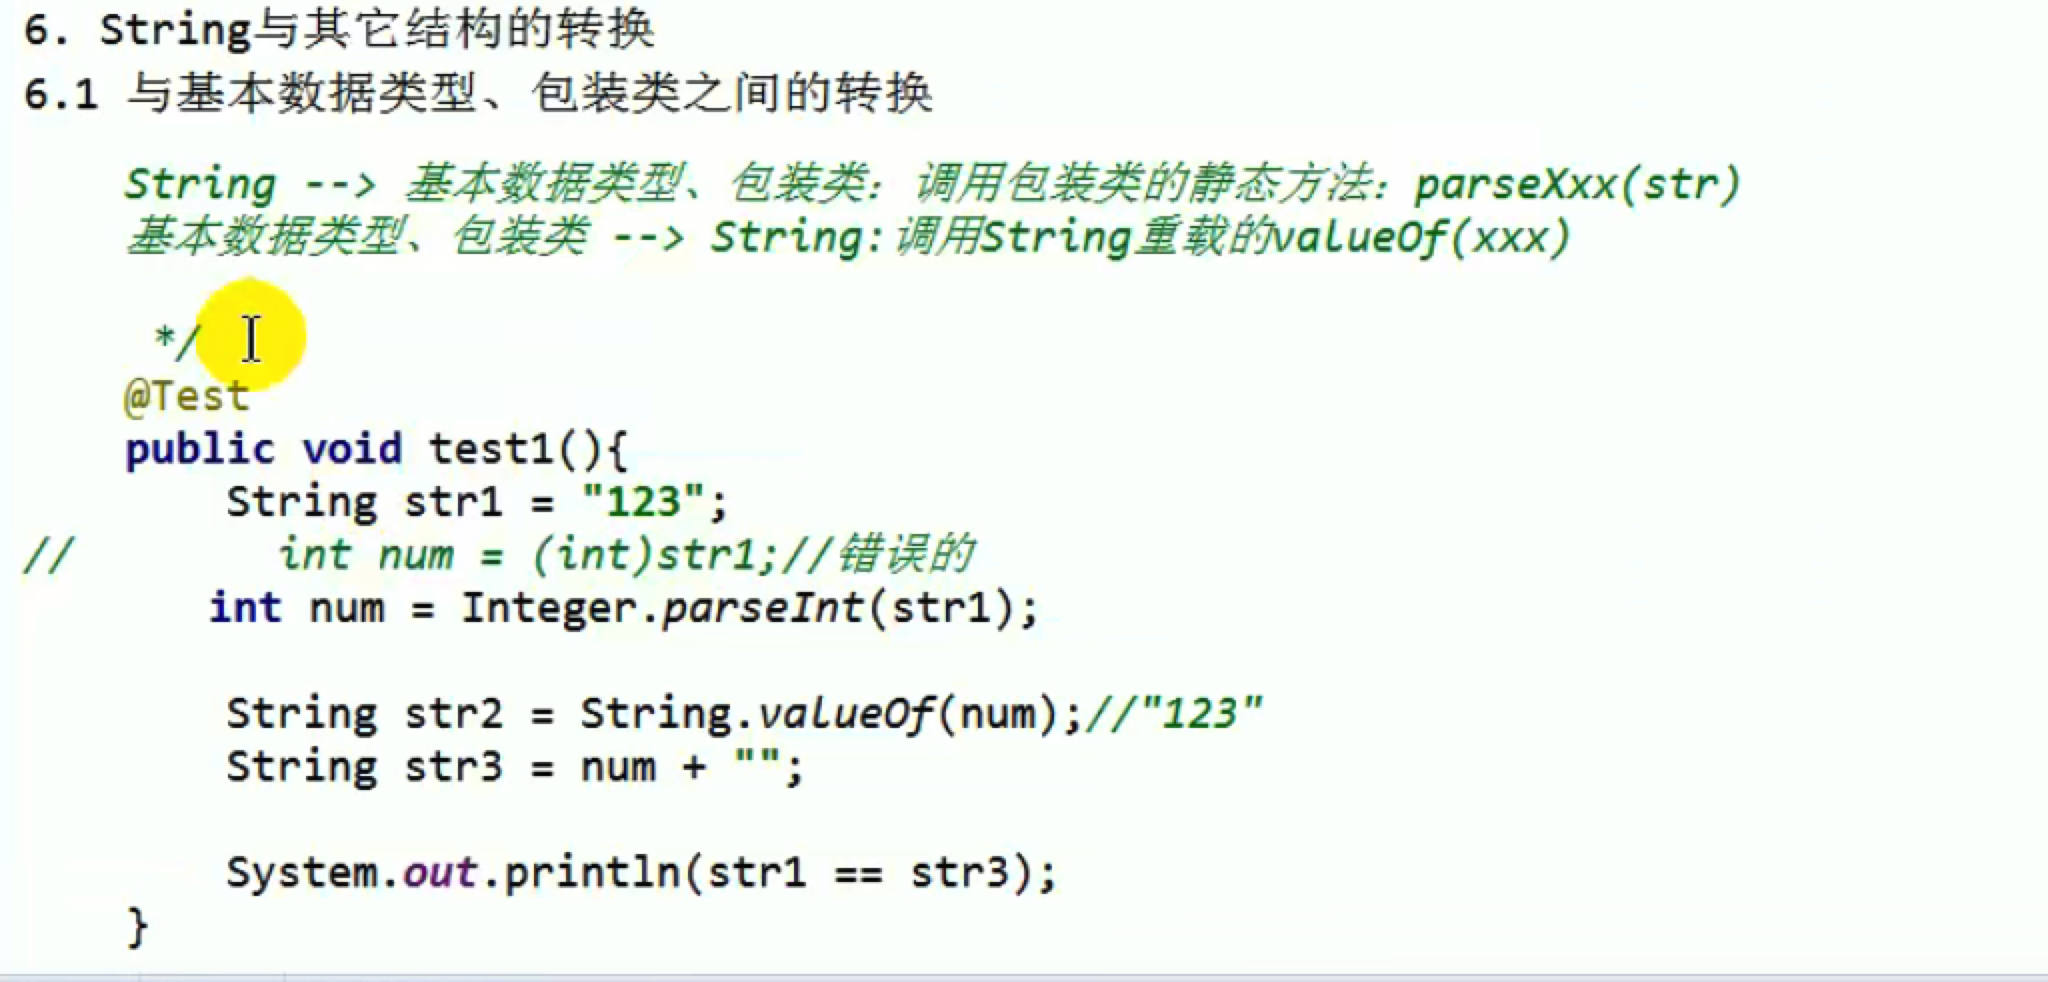 6. String与其它结构的转换
6.1 与基本数据类型、包装类之间的转换
String --> 基本数据类型、包装类：调用包装类的静态方法：parseXxx(str)
基本数据类型、包装类 --> String:调用String重载的valueOf(xxx)
*/
@Test
public void test1(){
String str1 = "123";
// int num = (int)str1;//错误的
int num = Integer.parseInt(str1);
String str2 = String.valueOf(num);//"123"
String str3 = num + "";
System.out.println(str1 == str3);
}